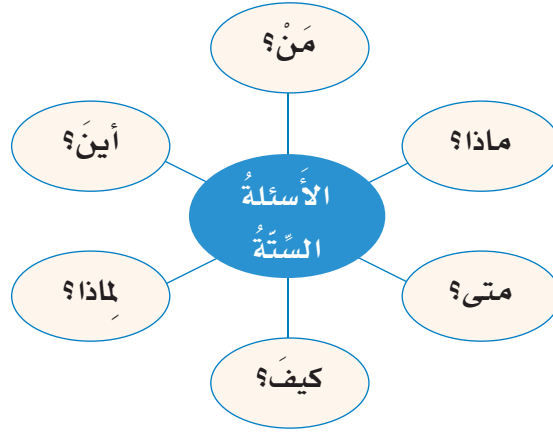 مَنْ؟
ماذا؟
أينَ؟
الأَسئلةُ
السِّتّةُ
متى؟
لِماذا؟
كيفَ؟